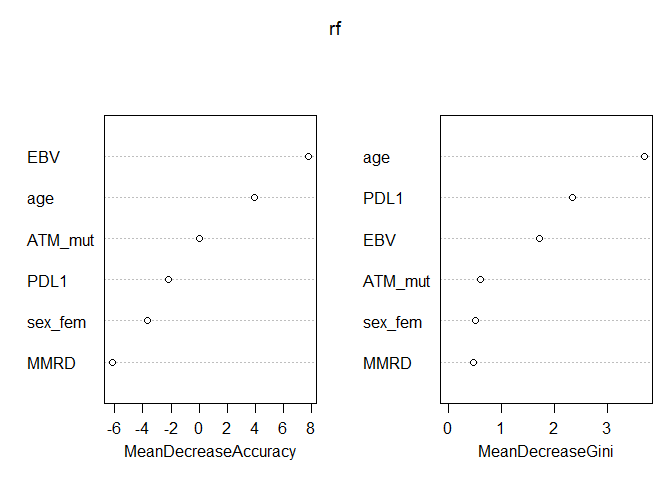 rf
EBV
age
ATM_mut
PDL1
sex_fem
MMRD
-6 -4 -2 0 2 4 6 8
MeanDecreaseAccuracy
age
PDL1
EBV
ATM_mut
sex_fem
MMRD
0 1 2 3
MeanDecreaseGini